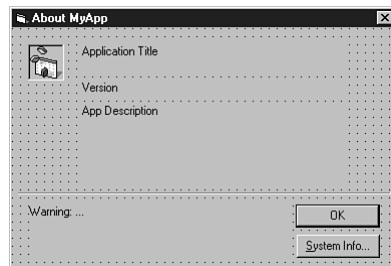 About MyApp
Application Title
Version
App Description
Warning: ...
OK
System Info...